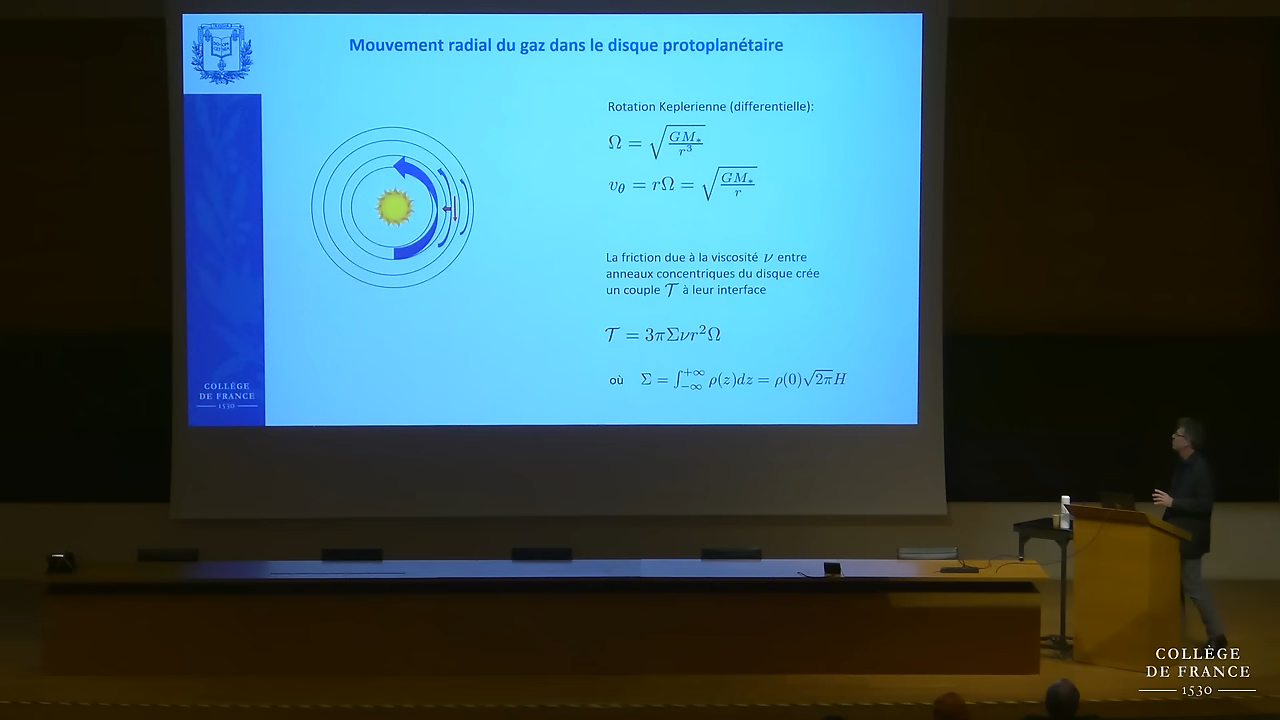 Mouvement radial du gaz dans le disque protoplanétaire
Rotation Keplerienne (differentielle):
Ω = √(GM*/r³)
v_θ = rΩ = √(GM*/r)
La friction due à la viscosité ν entre
anneaux concentriques du disque crée
un couple 𝒯 à leur interface
𝒯 = 3πΣνr²Ω
où Σ = ∫_{-∞}^{+∞} ρ(z)dz = ρ(0)√2π H
COLLÈGE
DE FRANCE
1530
COLLÈGE
DE FRANCE
1530